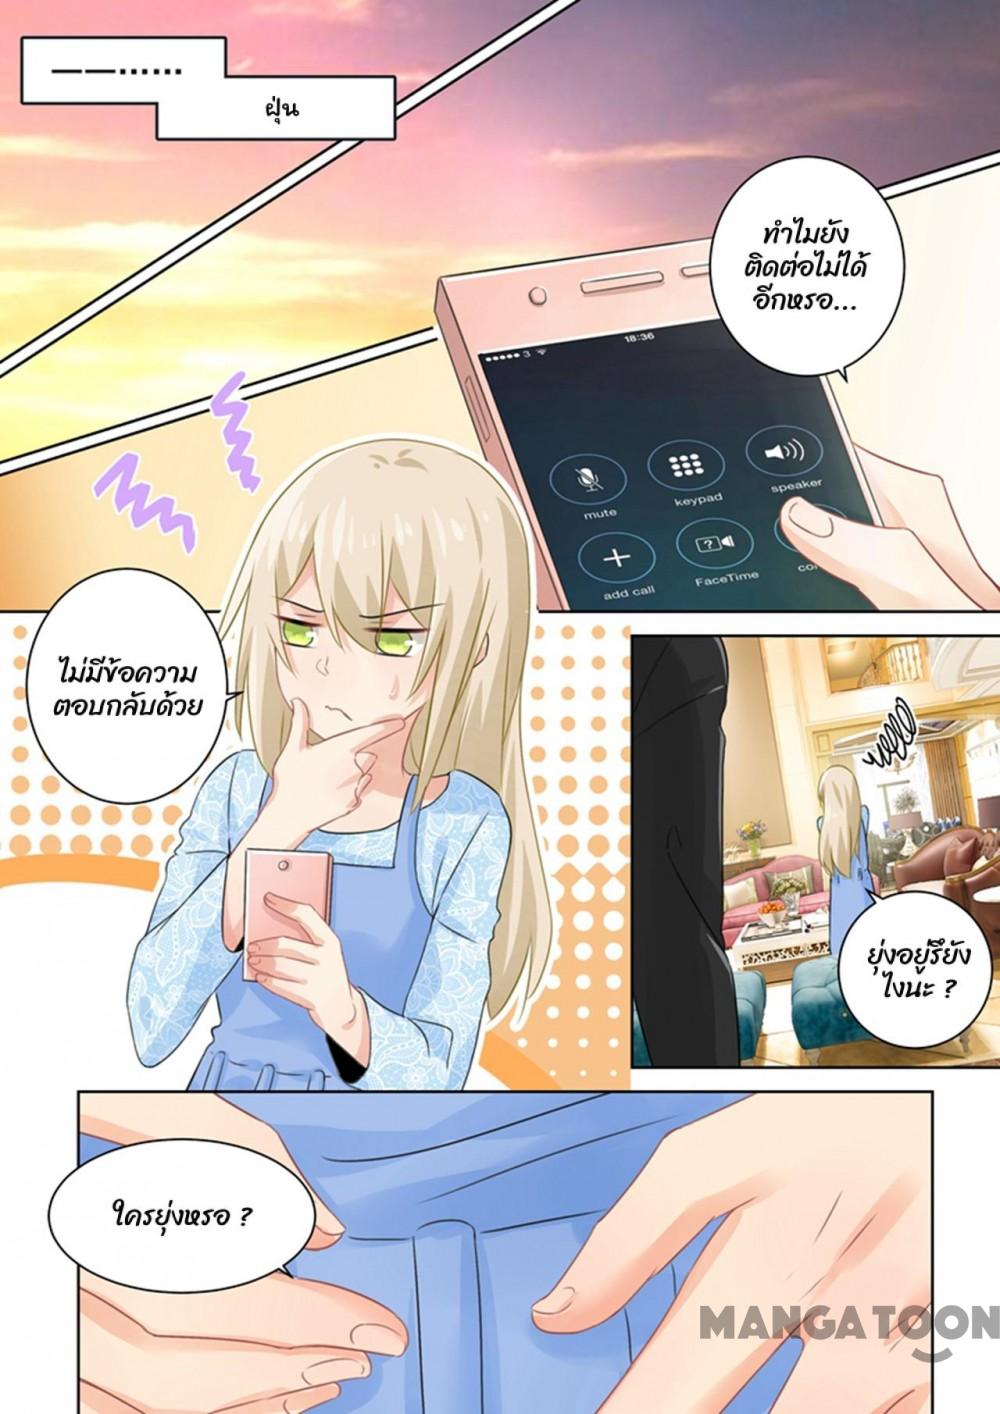 ——……
ฝุ่น
ทำไมยัง
ติดต่อไม่ได้
อีกหรอ...
3 18:36
mute
keypad
speaker
add call
FaceTime
co
ไม่มีข้อความ
ตอบกลับด้วย
ยุ่งอยู่รึยัง
ไงนะ ?
ใครยุ่งหรอ ?
MANGATOON